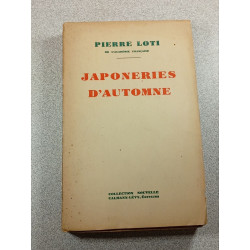 PIERRE LOTI
DE L'ACADÉMIE FRANÇAISE
JAPONERIES
D'AUTOMNE
COLLECTION NOUVELLE
CALMANN-LÉVY, ÉDITEURS